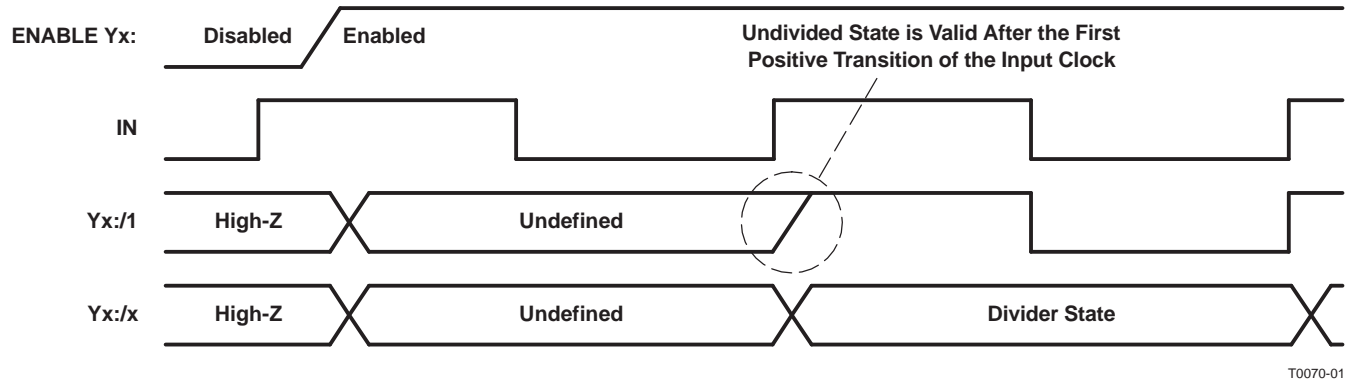 ENABLE Yx: Disabled Enabled
Undivided State is Valid After the First
Positive Transition of the Input Clock
IN
Yx:/1 High-Z Undefined
Yx:/x High-Z Undefined Divider State
T0070-01